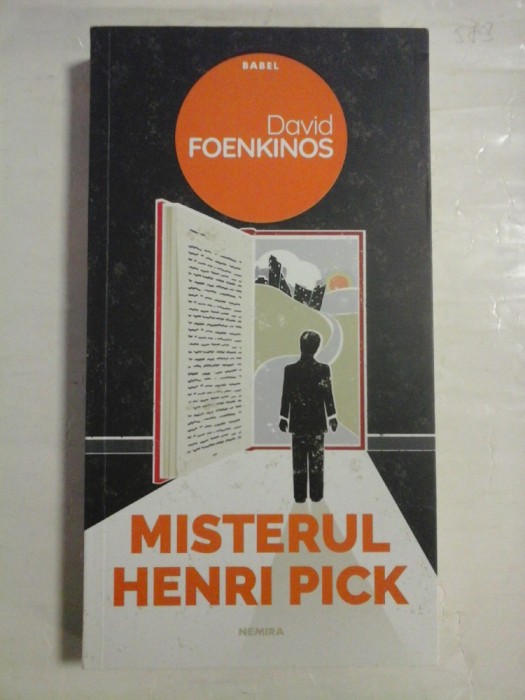 BABEL
David
FOENKINOS
MISTERUL
HENRI PICK
NEMIRA